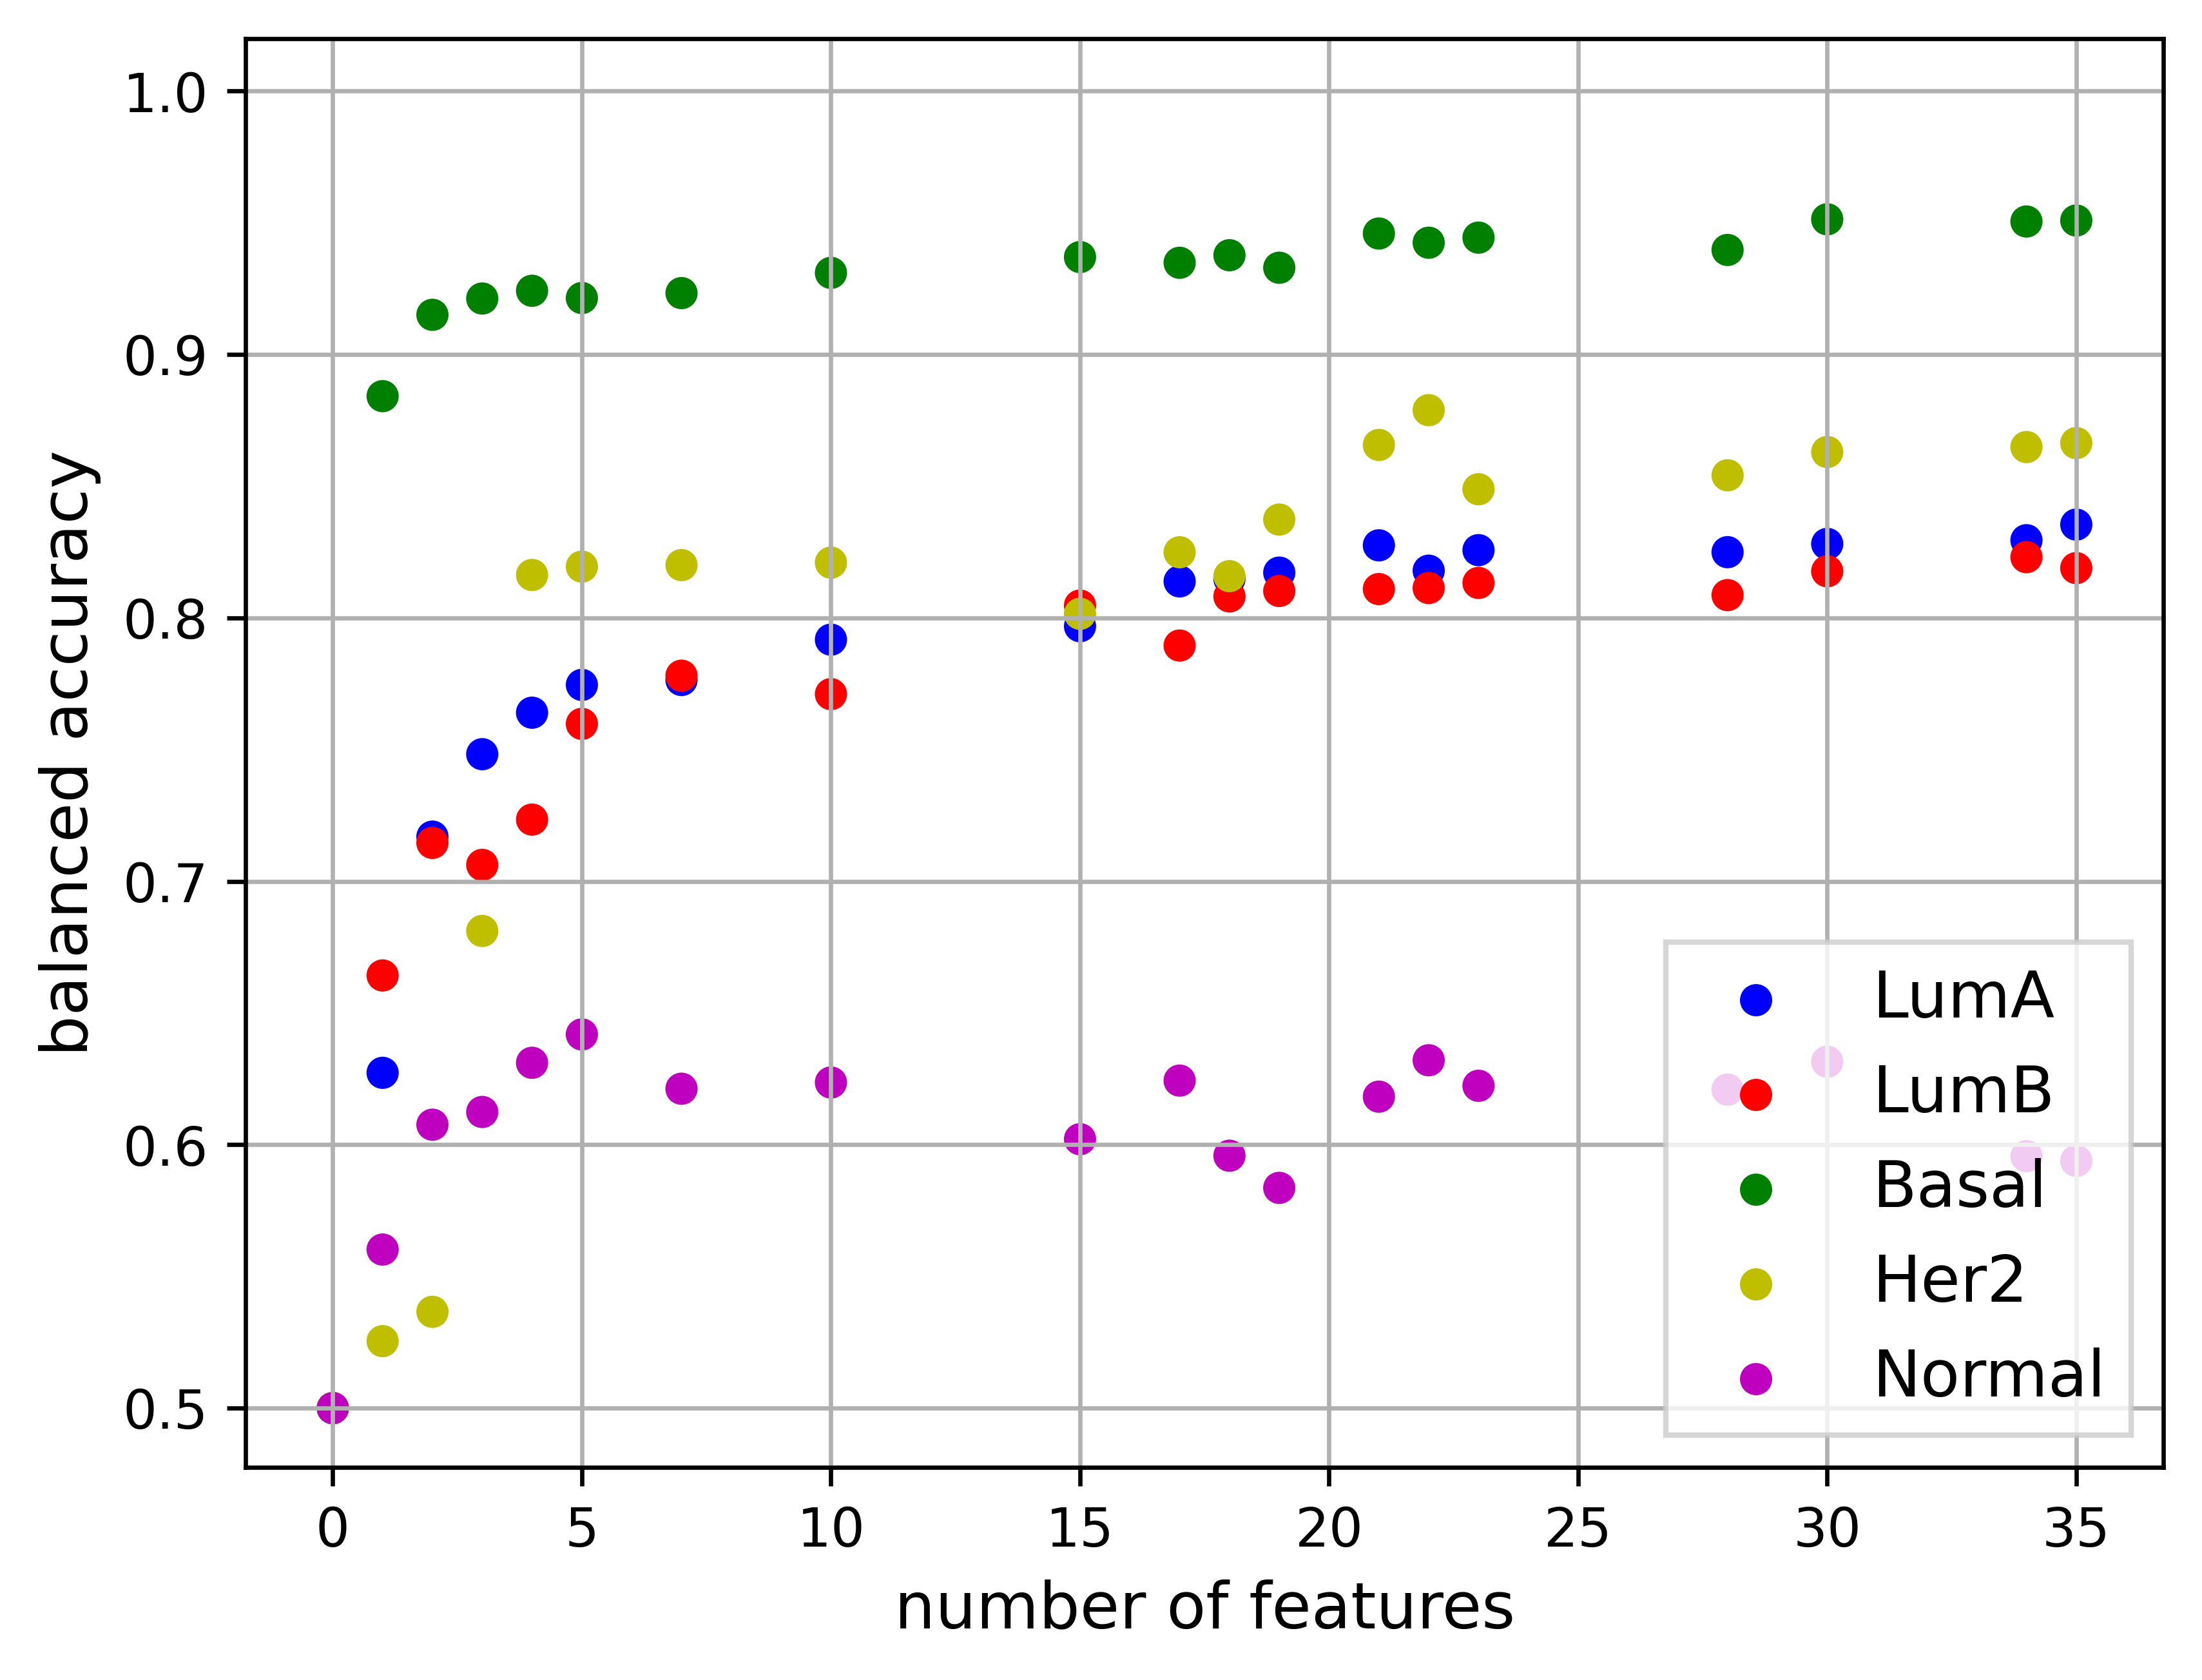 1.0
0.9
0.8
0.7
0.6
0.5
balanced accuracy
LumA
LumB
Basal
Her2
Normal
0 5 10 15 20 25 30 35
number of features